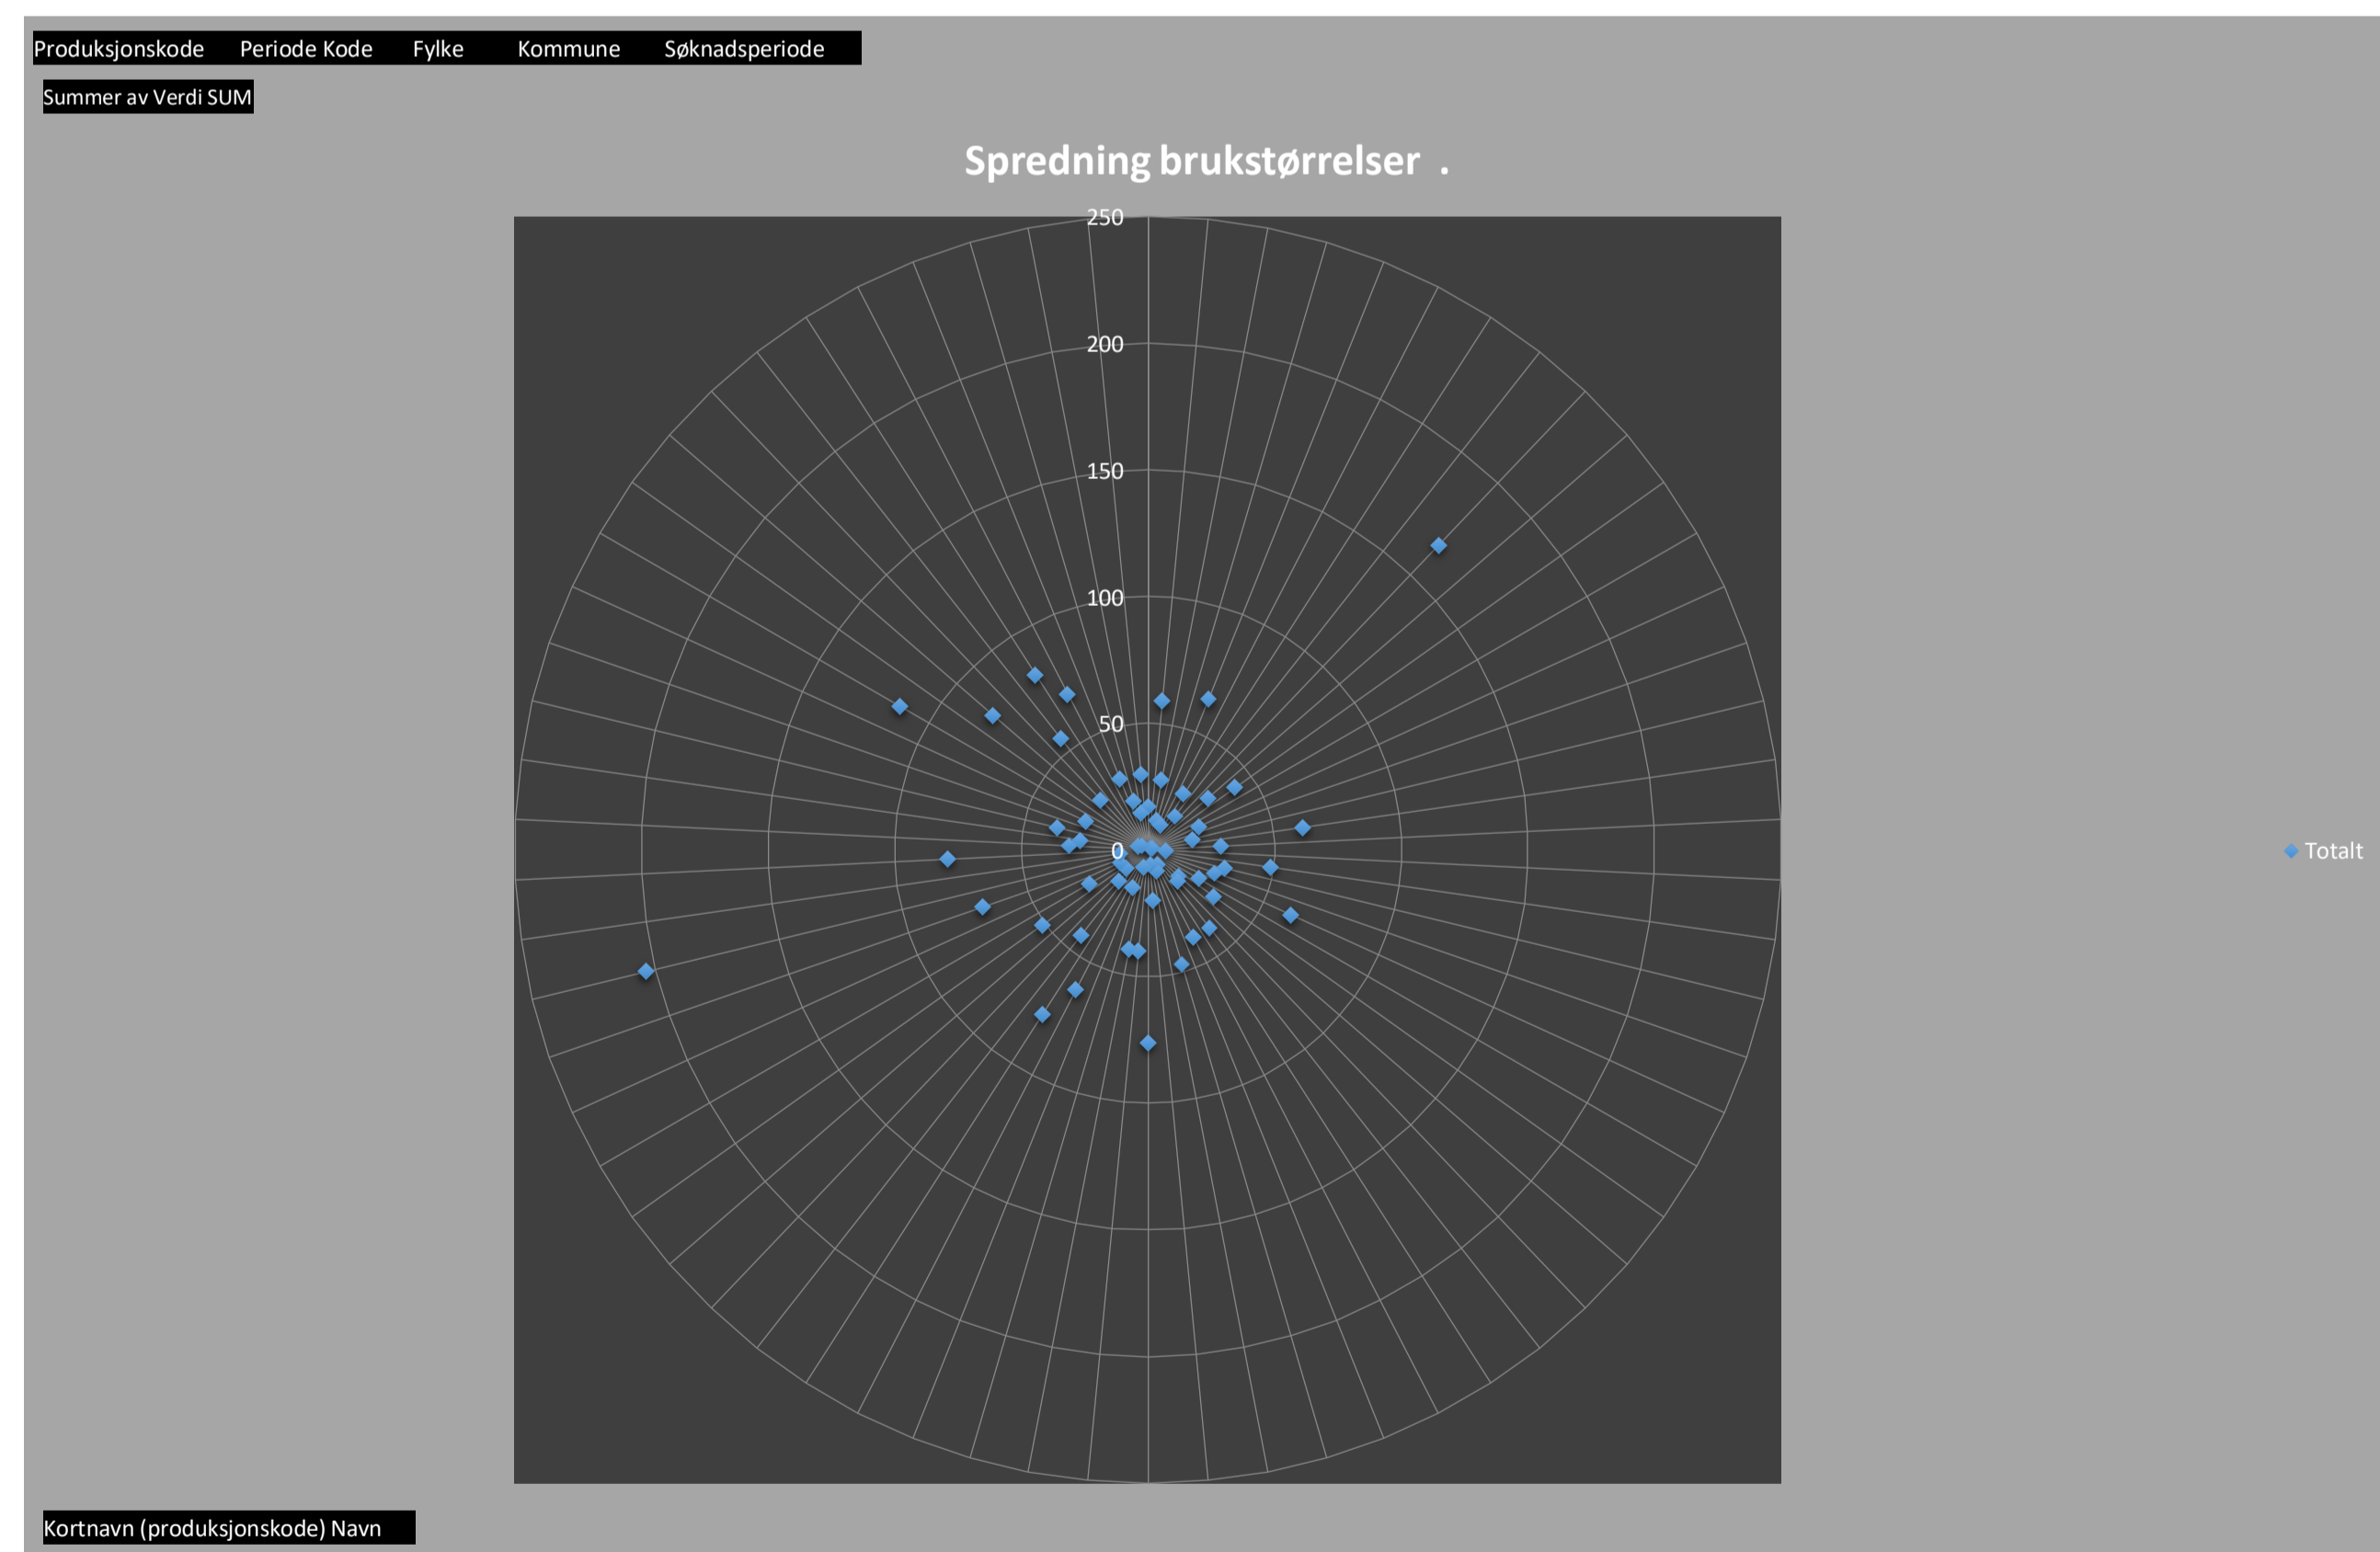 Produksjonskode Periode Kode Fylke Kommune Søknadsperiode
Summer av Verdi SUM
Spredning brukstørrelser .
250
200
150
100
50
0
Totalt
Kortnavn (produksjonskode) Navn